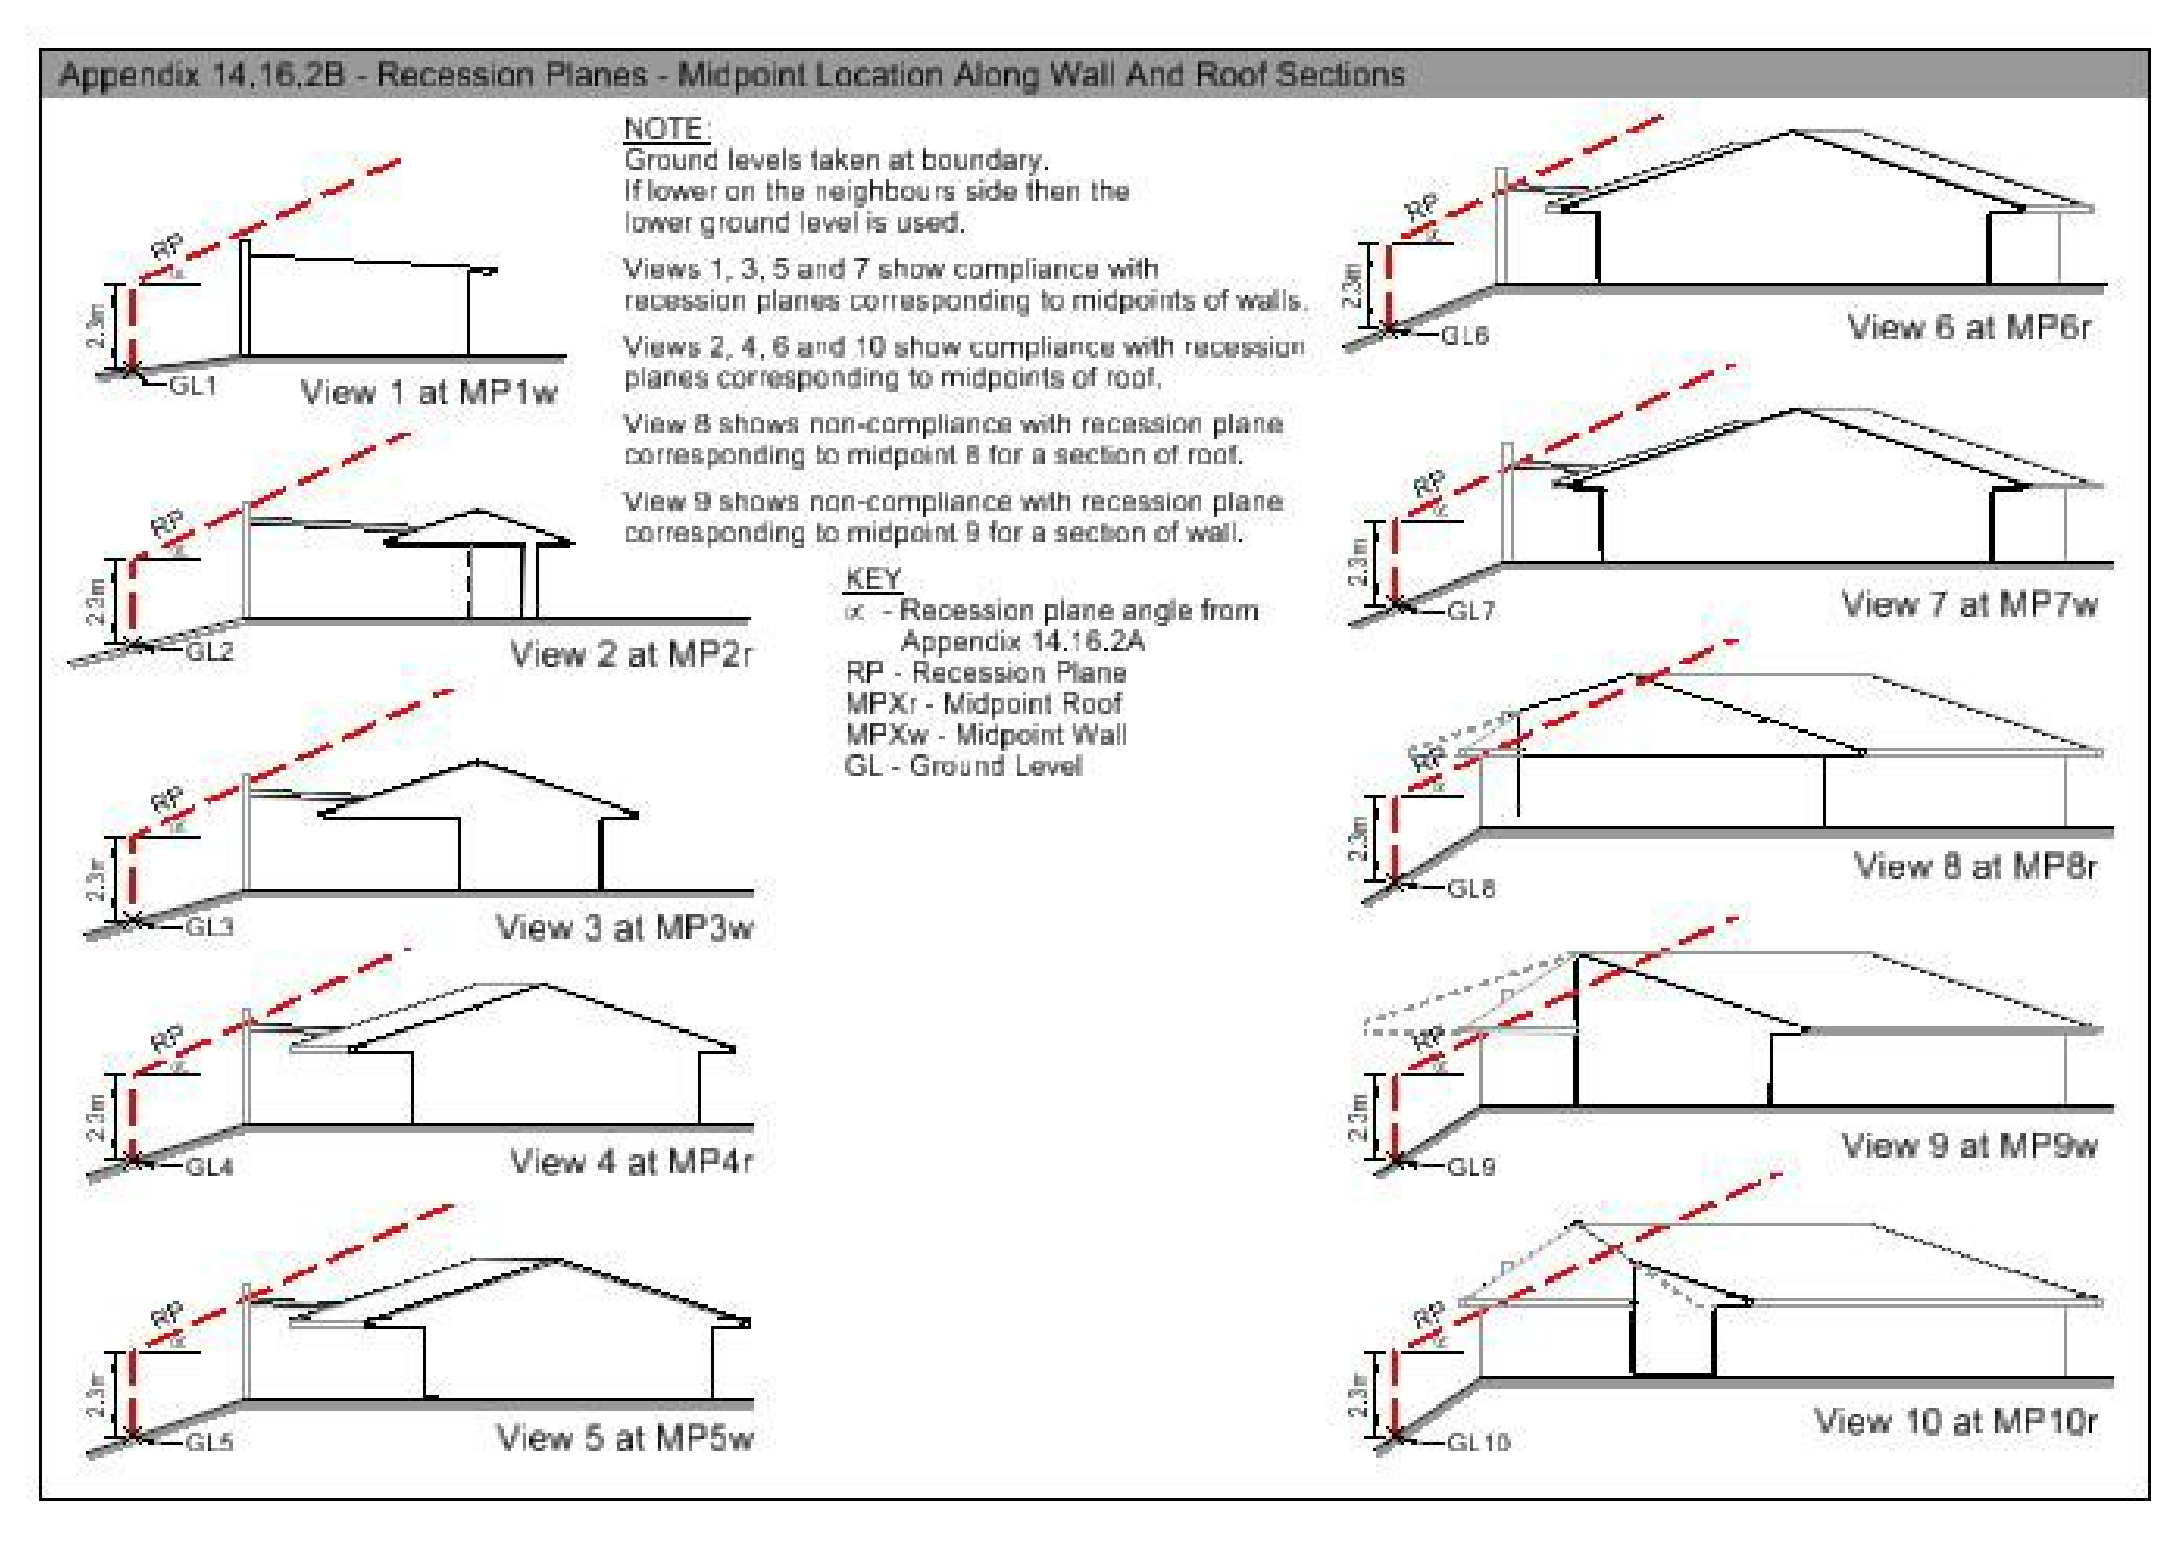 Appendix 14.16.2B - Recession Planes - Midpoint Location Along Wall And Roof Sections
NOTE:
Ground levels taken at boundary.
If lower on the neighbours side then the
lower ground level is used.
Views 1, 3, 5 and 7 show compliance with
recession planes corresponding to midpoints of walls.
Views 2, 4, 6 and 10 show compliance with recession
planes corresponding to midpoints of roof.
View 8 shows non-compliance with recession plane
corresponding to midpoint 8 for a section of roof.
View 9 shows non-compliance with recession plane
corresponding to midpoint 9 for a section of wall.
KEY
∝ - Recession plane angle from
Appendix 14.16.2A
RP - Recession Plane
MPXr - Midpoint Roof
MPXw - Midpoint Wall
GL - Ground Level
RP
∝
2.3m
GL1
View 1 at MP1w
RP
∝
2.3m
GL2
View 2 at MP2r
RP
∝
2.3m
GL3
View 3 at MP3w
RP
∝
2.3m
GL4
View 4 at MP4r
RP
∝
2.3m
GL5
View 5 at MP5w
RP
∝
2.3m
GL6
View 6 at MP6r
RP
∝
2.3m
GL7
View 7 at MP7w
RP
∝
2.3m
GL8
View 8 at MP8r
RP
∝
2.3m
GL9
View 9 at MP9w
RP
∝
2.3m
GL10
View 10 at MP10r